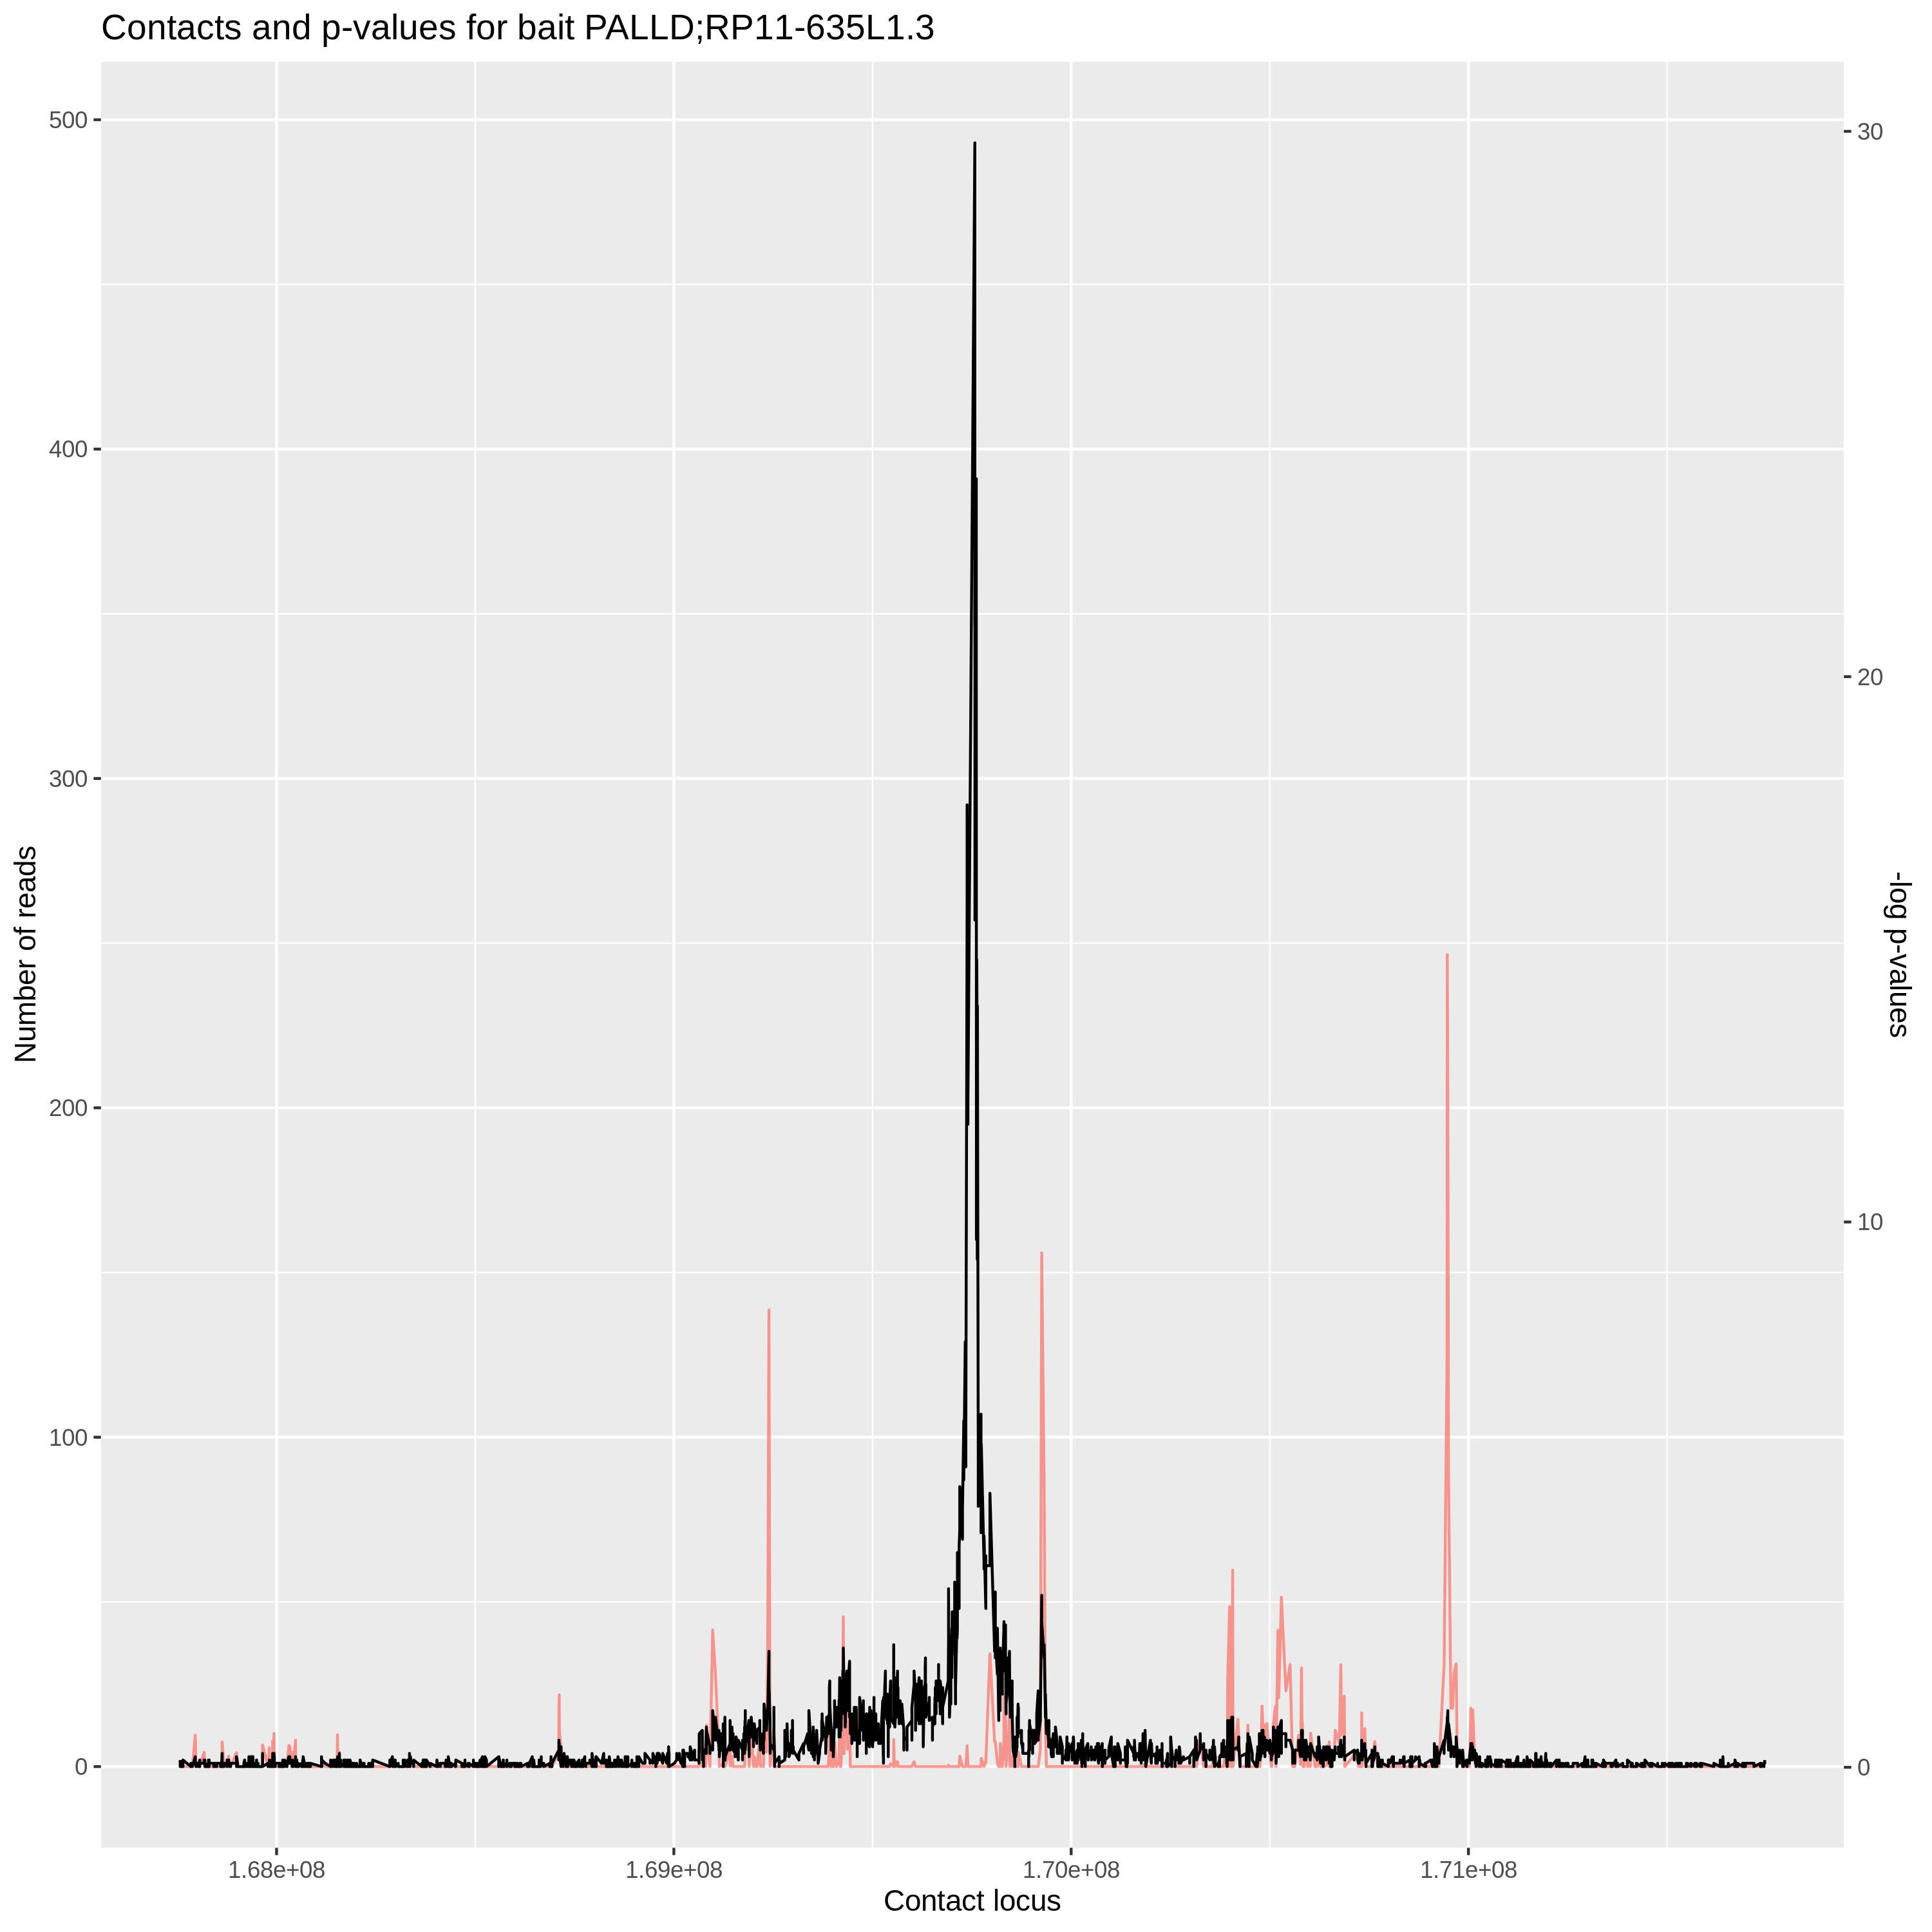 Contacts and p-values for bait PALLD;RP11-635L1.3
500
400
300
200
100
0
Number of reads
30
20
10
0
-log p-values
1.68e+08
1.69e+08
1.70e+08
1.71e+08
Contact locus